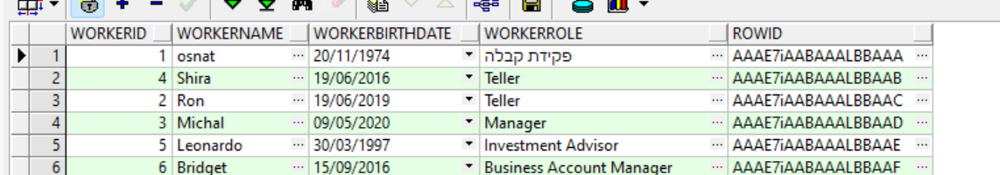 WORKERID WORKERNAME WORKERBIRTHDATE WORKERROLE ROWID
1 1 osnat 20/11/1974 פקידת קבלה AAAE7iAABAAALBBAAA
2 4 Shira 19/06/2016 Teller AAAE7iAABAAALBBAAB
3 2 Ron 19/06/2019 Teller AAAE7iAABAAALBBAAC
4 3 Michal 09/05/2020 Manager AAAE7iAABAAALBBAAD
5 5 Leonardo 30/03/1997 Investment Advisor AAAE7iAABAAALBBAAE
6 6 Bridget 15/09/2016 Business Account Manager AAAE7iAABAAALBBAAF